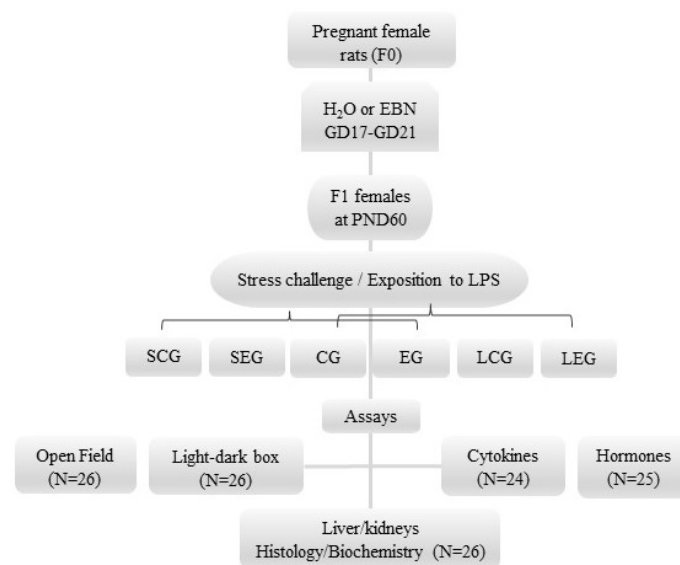 Pregnant female
rats (F0)
H₂O or EBN
GD17-GD21
F1 females
at PND60
Stress challenge / Exposition to LPS
SCG SEG CG EG LCG LEG
Assays
Open Field
(N=26)
Light-dark box
(N=26)
Cytokines
(N=24)
Hormones
(N=25)
Liver/kidneys
Histology/Biochemistry (N=26)